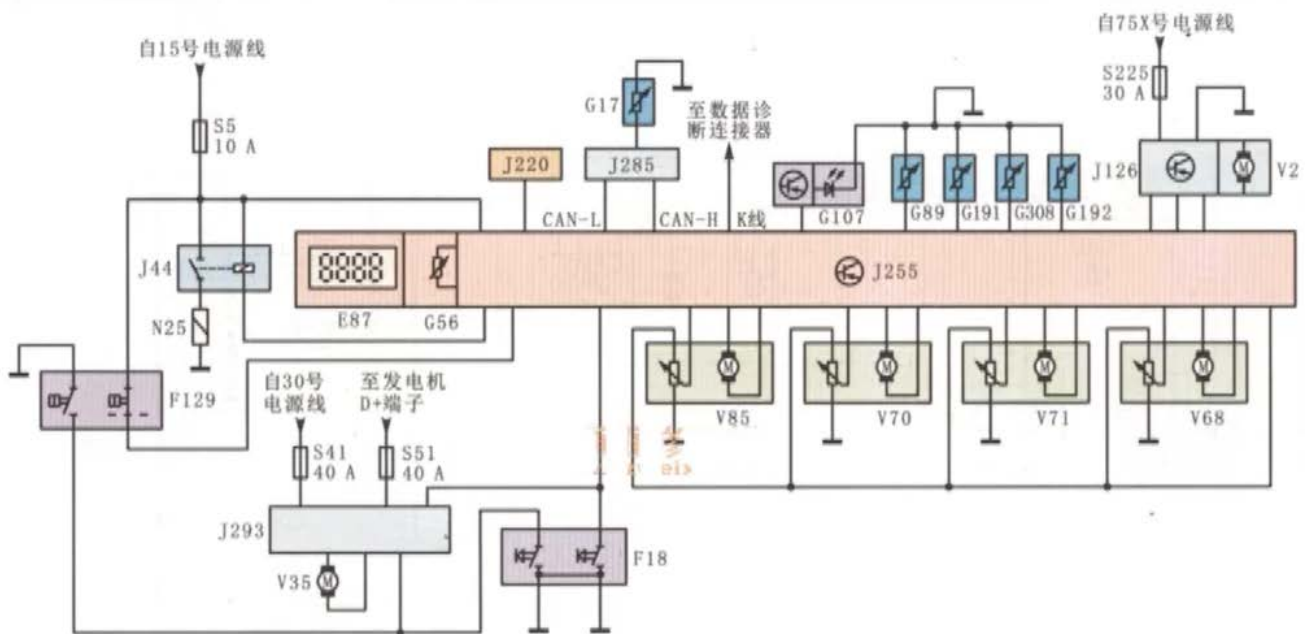 自15号电源线
S5
10 A
J44
N25
F129
E87
8888
G56
J220
G17
J285
CAN-L
CAN-H
K线
至数据诊
断连接器
G107
G89
G191
G308
G192
自75X号电源线
S225
30 A
J126
M
V2
J255
M
V85
M
V70
M
V71
M
V68
自30号
电源线
至发电机
D+端子
S41
40 A
S51
40 A
J293
V35
M
F18